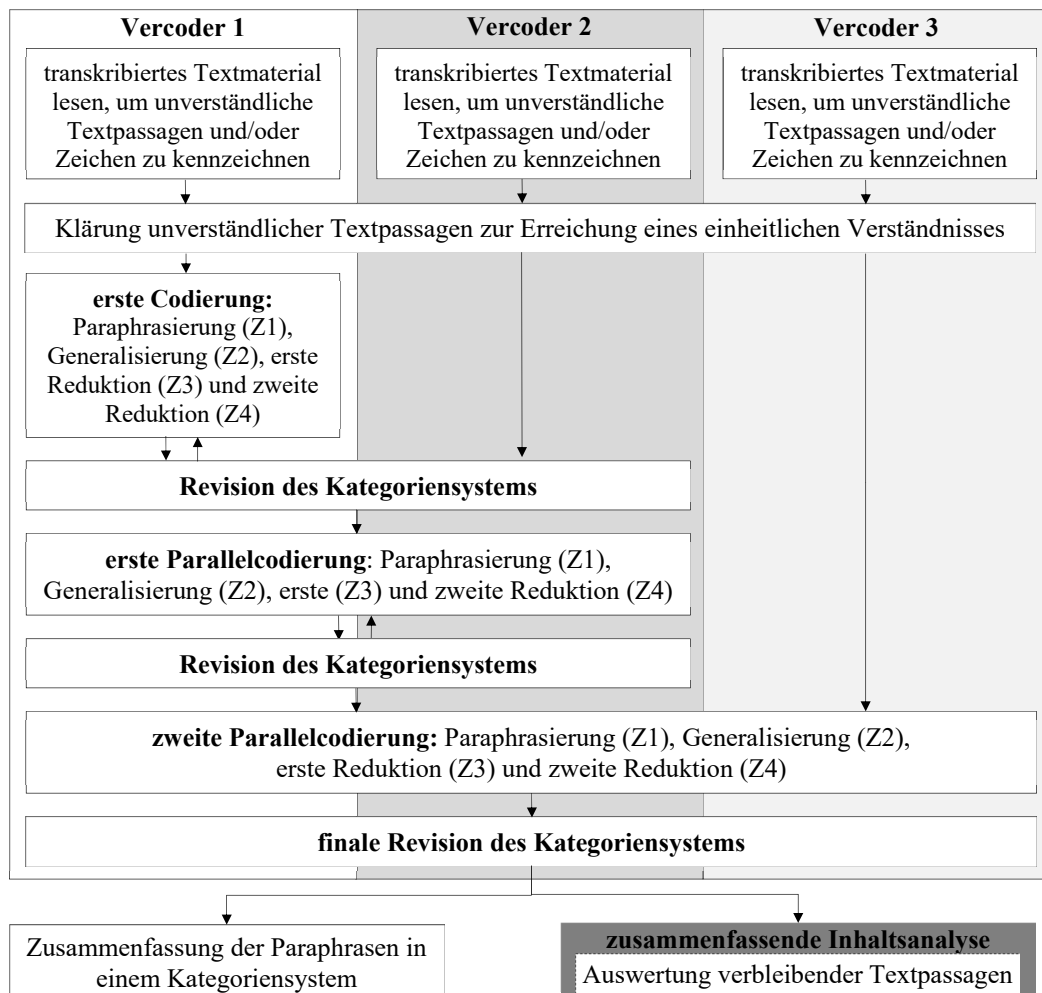 Vercoder 1
Vercoder 2
Vercoder 3
transkribiertes Textmaterial
lesen, um unverständliche
Textpassagen und/oder
Zeichen zu kennzeichnen
transkribiertes Textmaterial
lesen, um unverständliche
Textpassagen und/oder
Zeichen zu kennzeichnen
transkribiertes Textmaterial
lesen, um unverständliche
Textpassagen und/oder
Zeichen zu kennzeichnen
Klärung unverständlicher Textpassagen zur Erreichung eines einheitlichen Verständnisses
erste Codierung:
Paraphrasierung (Z1),
Generalisierung (Z2), erste
Reduktion (Z3) und zweite
Reduktion (Z4)
Revision des Kategoriensystems
erste Parallelcodierung: Paraphrasierung (Z1),
Generalisierung (Z2), erste (Z3) und zweite Reduktion (Z4)
Revision des Kategoriensystems
zweite Parallelcodierung: Paraphrasierung (Z1), Generalisierung (Z2),
erste Reduktion (Z3) und zweite Reduktion (Z4)
finale Revision des Kategoriensystems
Zusammenfassung der Paraphrasen in
einem Kategoriensystem
zusammenfassende Inhaltsanalyse
Auswertung verbleibender Textpassagen